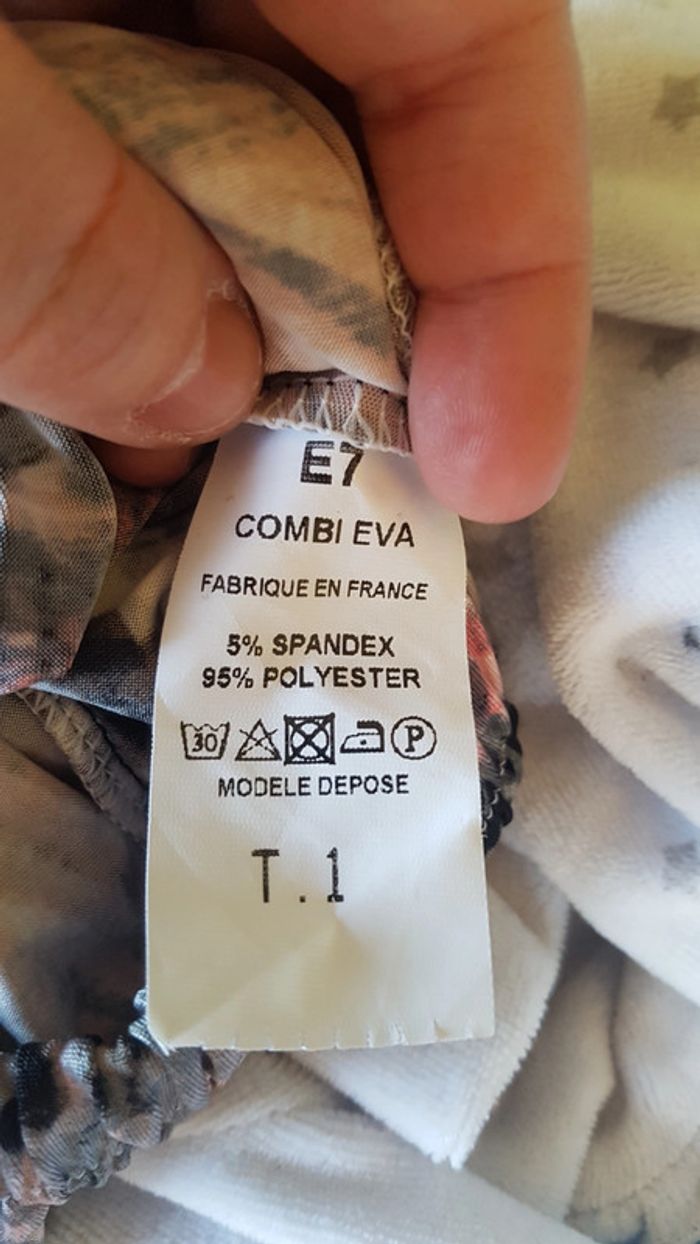 E7
COMBI EVA
FABRIQUE EN FRANCE
5% SPANDEX
95% POLYESTER
30 P
MODELE DEPOSE
T.1